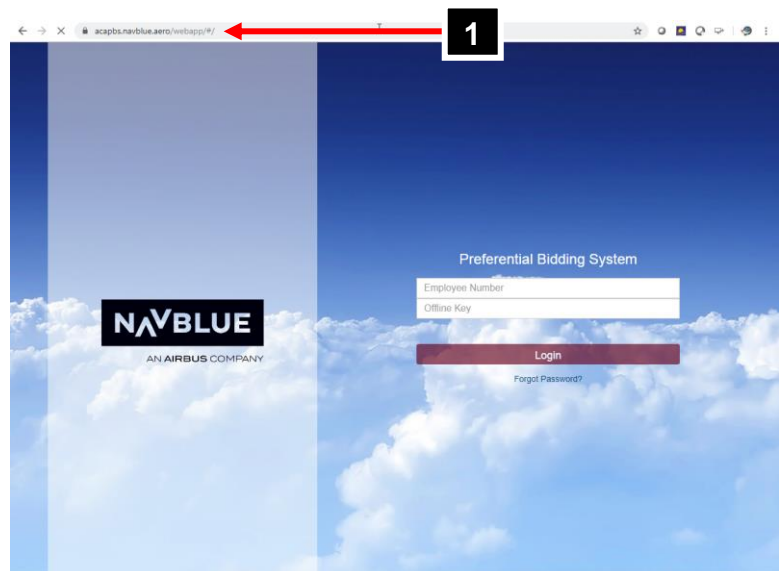 acapbs.navblue.aero/webapp/#/
1
Preferential Bidding System
Employee Number
Offline Key
NAVBLUE
AN AIRBUS COMPANY
Login
Forgot Password?